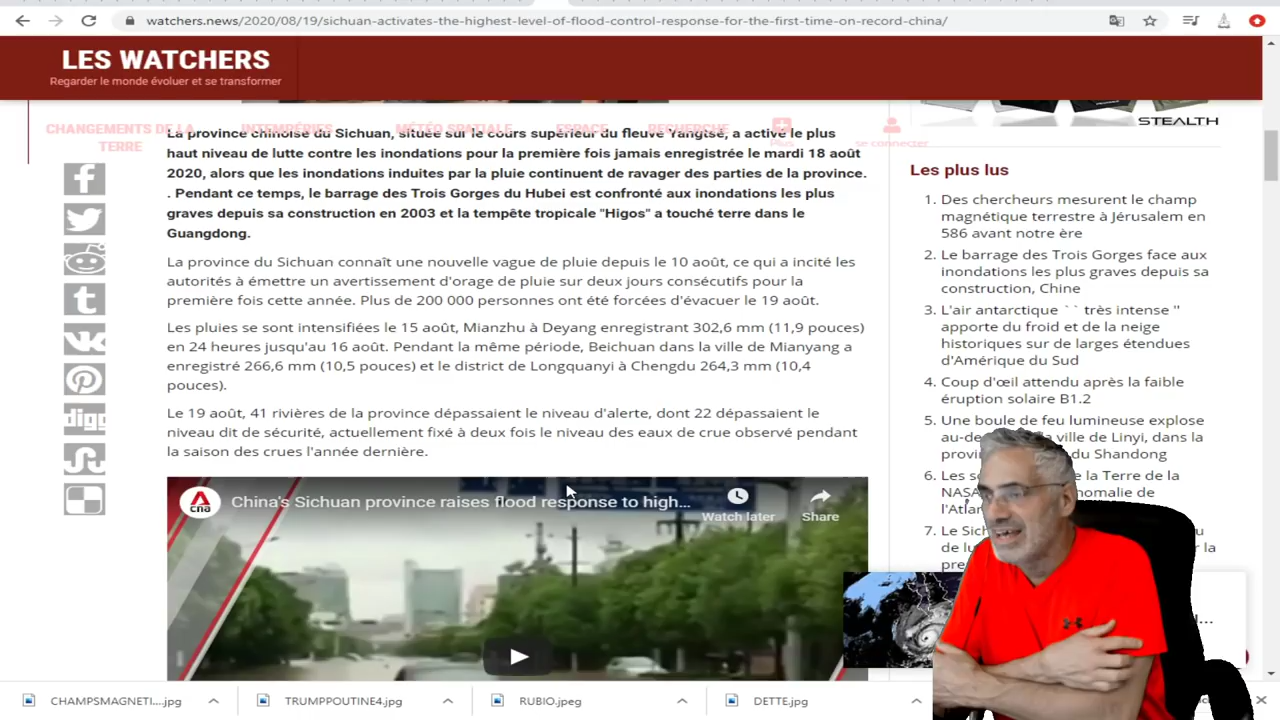 watchers.news/2020/08/19/sichuan-activates-the-highest-level-of-flood-control-response-for-the-first-time-on-record-china/
LES WATCHERS
Regarder le monde évoluer et se transformer
CHANGEMENTS DE LA TERRE
INTEMPÉRIES
MÉTÉO SPATIALE
ESPACE
RECHERCHE
Plus
se connecter
La province chinoise du Sichuan, située sur le cours supérieur du fleuve Yangtsé, a activé le plus
haut niveau de lutte contre les inondations pour la première fois jamais enregistrée le mardi 18 août
2020, alors que les inondations induites par la pluie continuent de ravager des parties de la province.
. Pendant ce temps, le barrage des Trois Gorges du Hubei est confronté aux inondations les plus
graves depuis sa construction en 2003 et la tempête tropicale "Higos" a touché terre dans le
Guangdong.
La province du Sichuan connaît une nouvelle vague de pluie depuis le 10 août, ce qui a incité les
autorités à émettre un avertissement d'orage de pluie sur deux jours consécutifs pour la
première fois cette année. Plus de 200 000 personnes ont été forcées d'évacuer le 19 août.
Les pluies se sont intensifiées le 15 août, Mianzhu à Deyang enregistrant 302,6 mm (11,9 pouces)
en 24 heures jusqu'au 16 août. Pendant la même période, Beichuan dans la ville de Mianyang a
enregistré 266,6 mm (10,5 pouces) et le district de Longquanyi à Chengdu 264,3 mm (10,4
pouces).
Le 19 août, 41 rivières de la province dépassaient le niveau d'alerte, dont 22 dépassaient le
niveau dit de sécurité, actuellement fixé à deux fois le niveau des eaux de crue observé pendant
la saison des crues l'année dernière.
digg
cna
China's Sichuan province raises flood response to high...
Watch later
Share
STEALTH
Les plus lus
1. Des chercheurs mesurent le champ
magnétique terrestre à Jérusalem en
586 avant notre ère
2. Le barrage des Trois Gorges face aux
inondations les plus graves depuis sa
construction, Chine
3. L'air antarctique `` très intense ''
apporte du froid et de la neige
historiques sur de larges étendues
d'Amérique du Sud
4. Coup d'œil attendu après la faible
éruption solaire B1.2
5. Une boule de feu lumineuse explose
au-de la ville de Linyi, dans la
provi du Shandong
6. Les s e la Terre de la
NASA nomalie de
l'Atla
7. Le Sic
de lu r la
pre
...
CHAMPSMAGNETI....jpg
TRUMPPOUTINE4.jpg
RUBIO.jpeg
DETTE.jpg